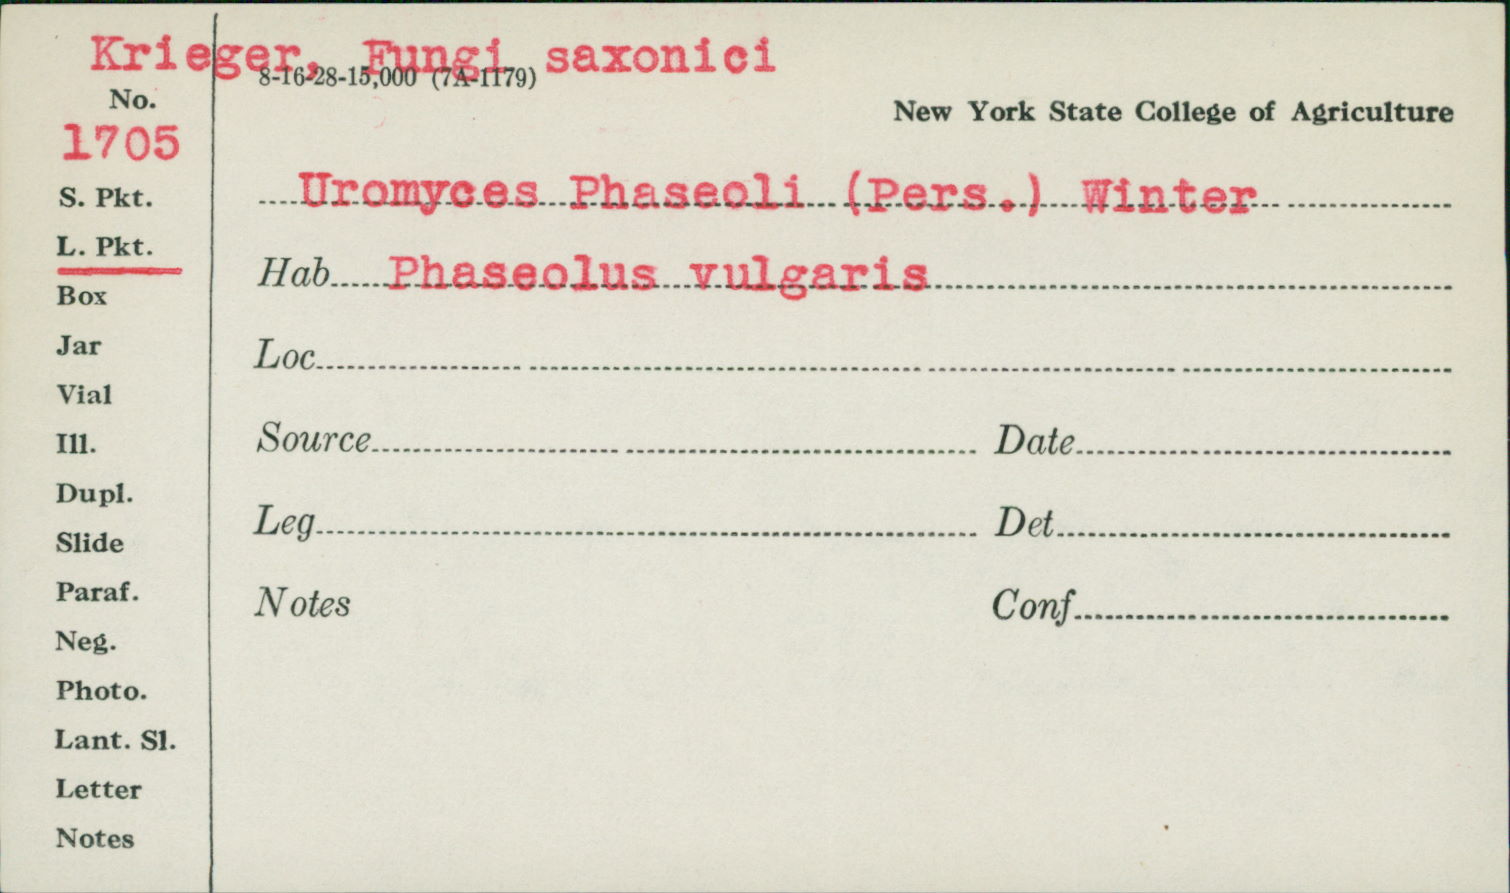 Krieger, Fungi saxonici
8-16-28-15,000 (7A-1179)
No.
New York State College of Agriculture
1705
S. Pkt.
Uromyces Phaseoli (Pers.) Winter
L. Pkt.
Hab Phaseolus vulgaris
Box
Jar
Loc
Vial
Ill.
Source Date
Dupl.
Slide
Leg Det
Paraf.
Notes Conf
Neg.
Photo.
Lant. Sl.
Letter
Notes